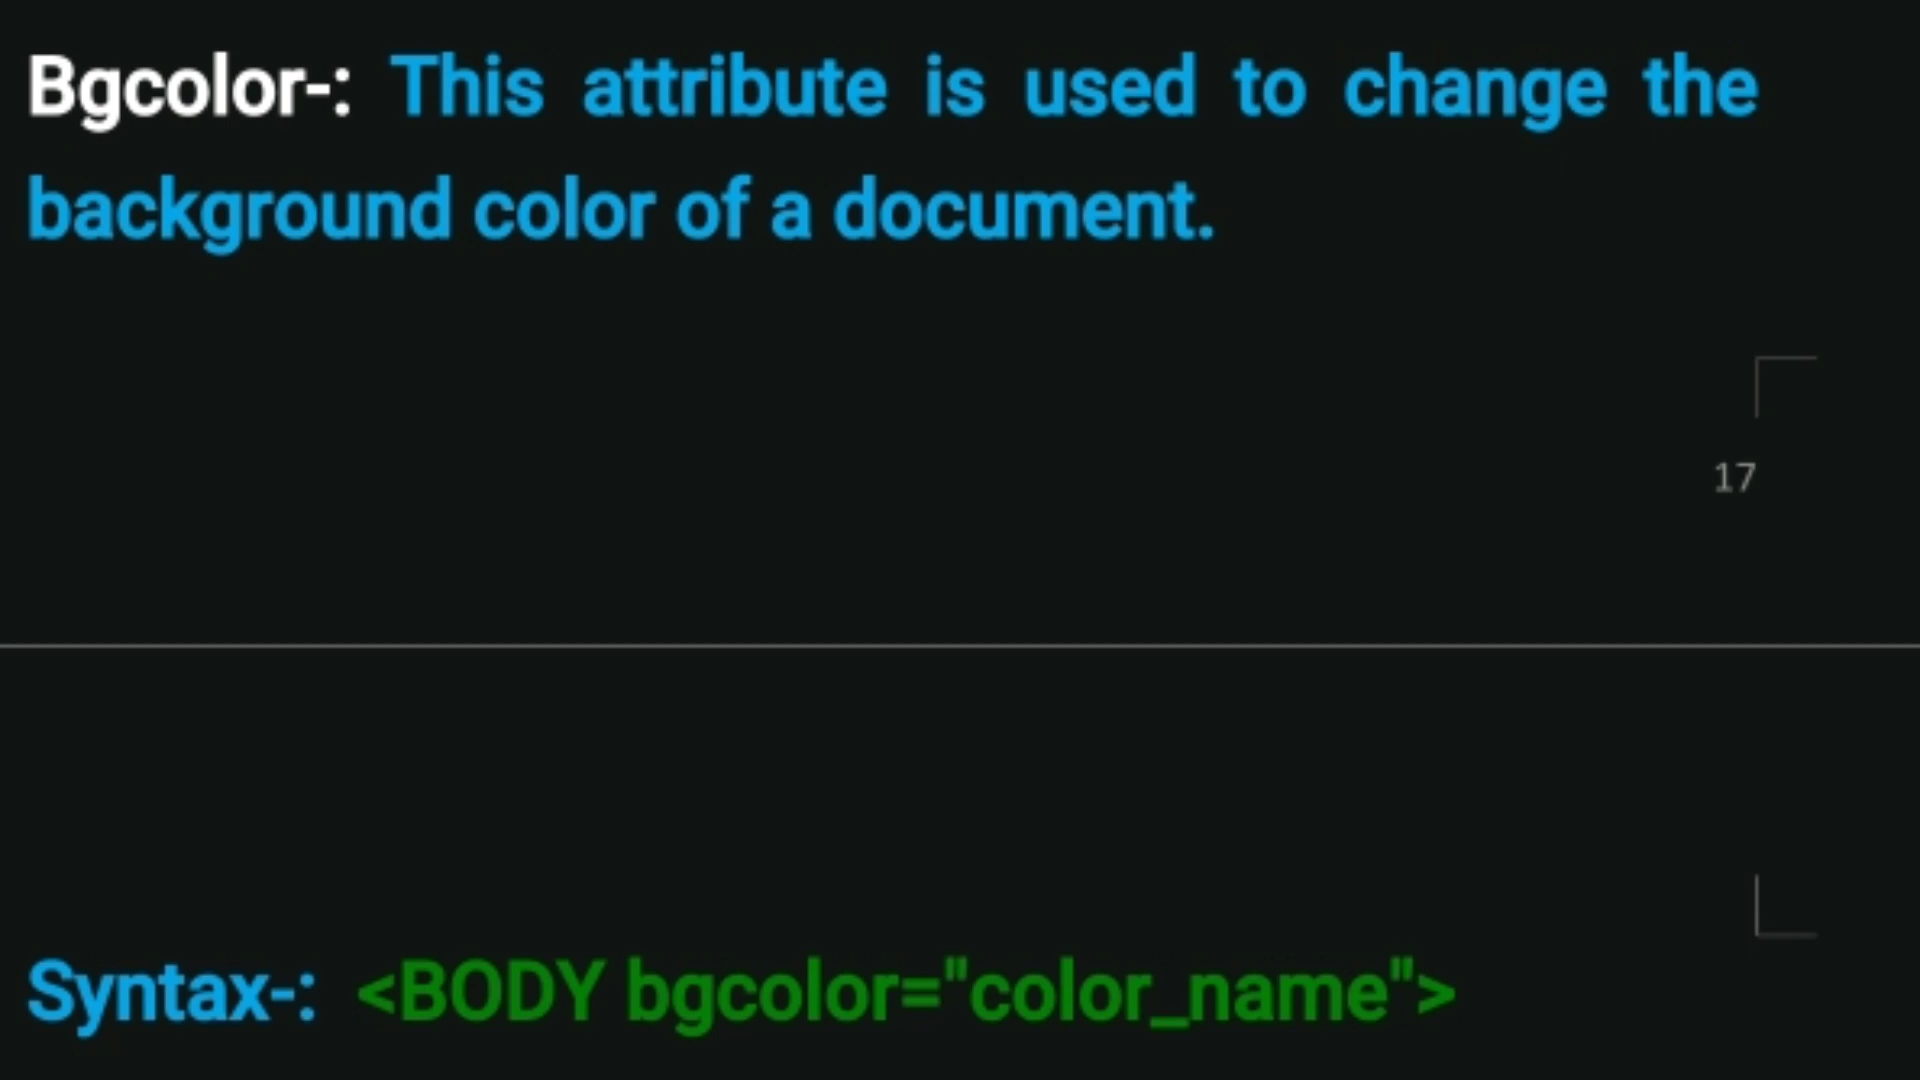 Bgcolor-: This attribute is used to change the
background color of a document.
17
Syntax-: <BODY bgcolor="color_name">